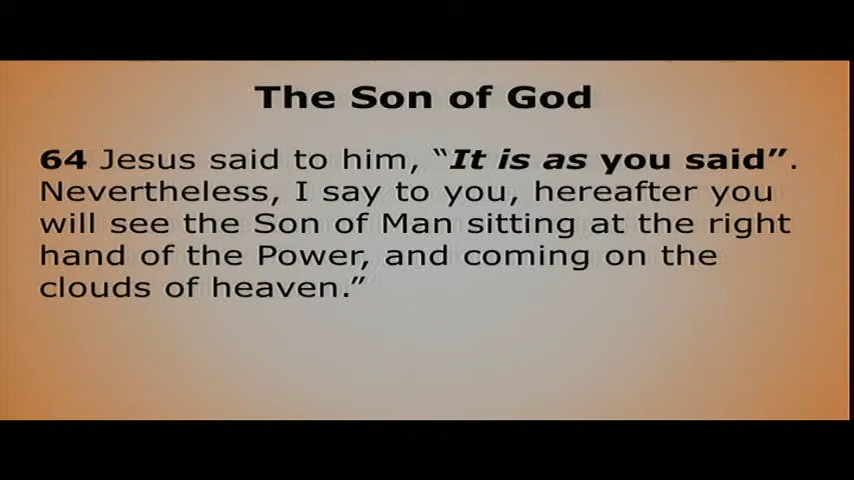 The Son of God
64 Jesus said to him, “It is as you said”.
Nevertheless, I say to you, hereafter you
will see the Son of Man sitting at the right
hand of the Power, and coming on the
clouds of heaven.”